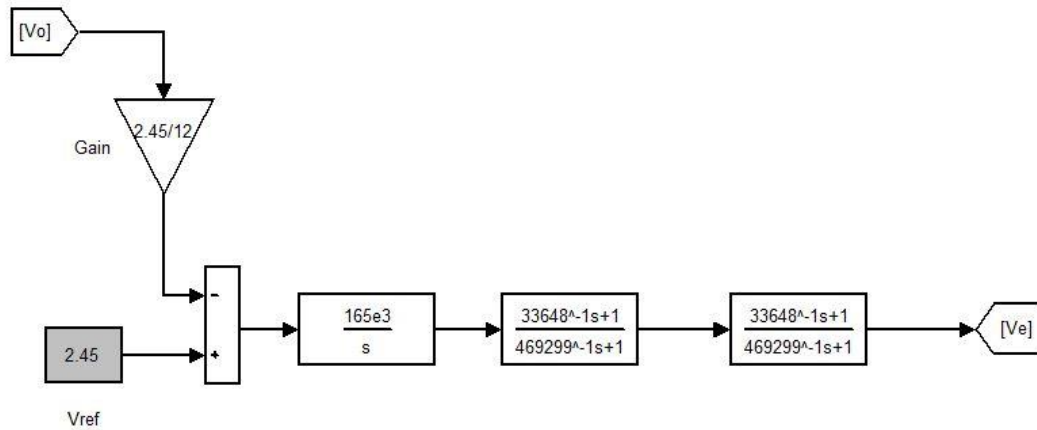 [Vo]
2.45/12
Gain
-
+
2.45
Vref
165e3
s
33648^-1s+1
469299^-1s+1
33648^-1s+1
469299^-1s+1
[Ve]